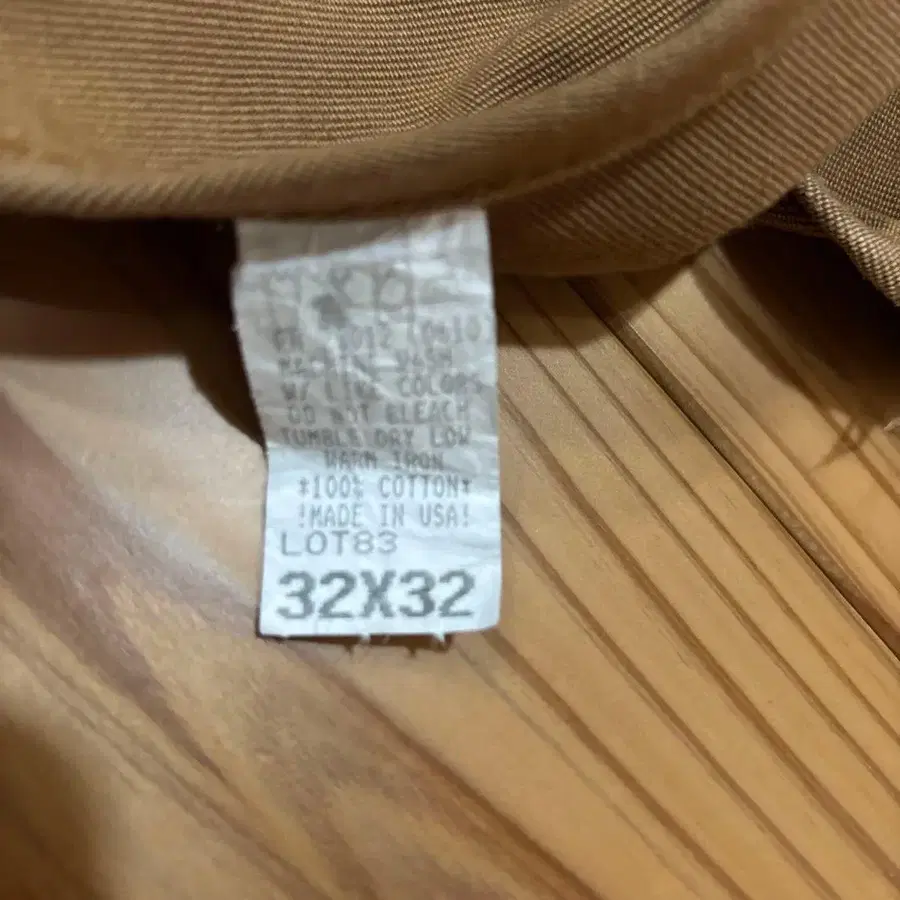 MACHINE WASH
W/ LIKE COLORS
DO NOT BLEACH
TUMBLE DRY LOW
WARM IRON
*100% COTTON*
!MADE IN USA!
LOT83
32X32